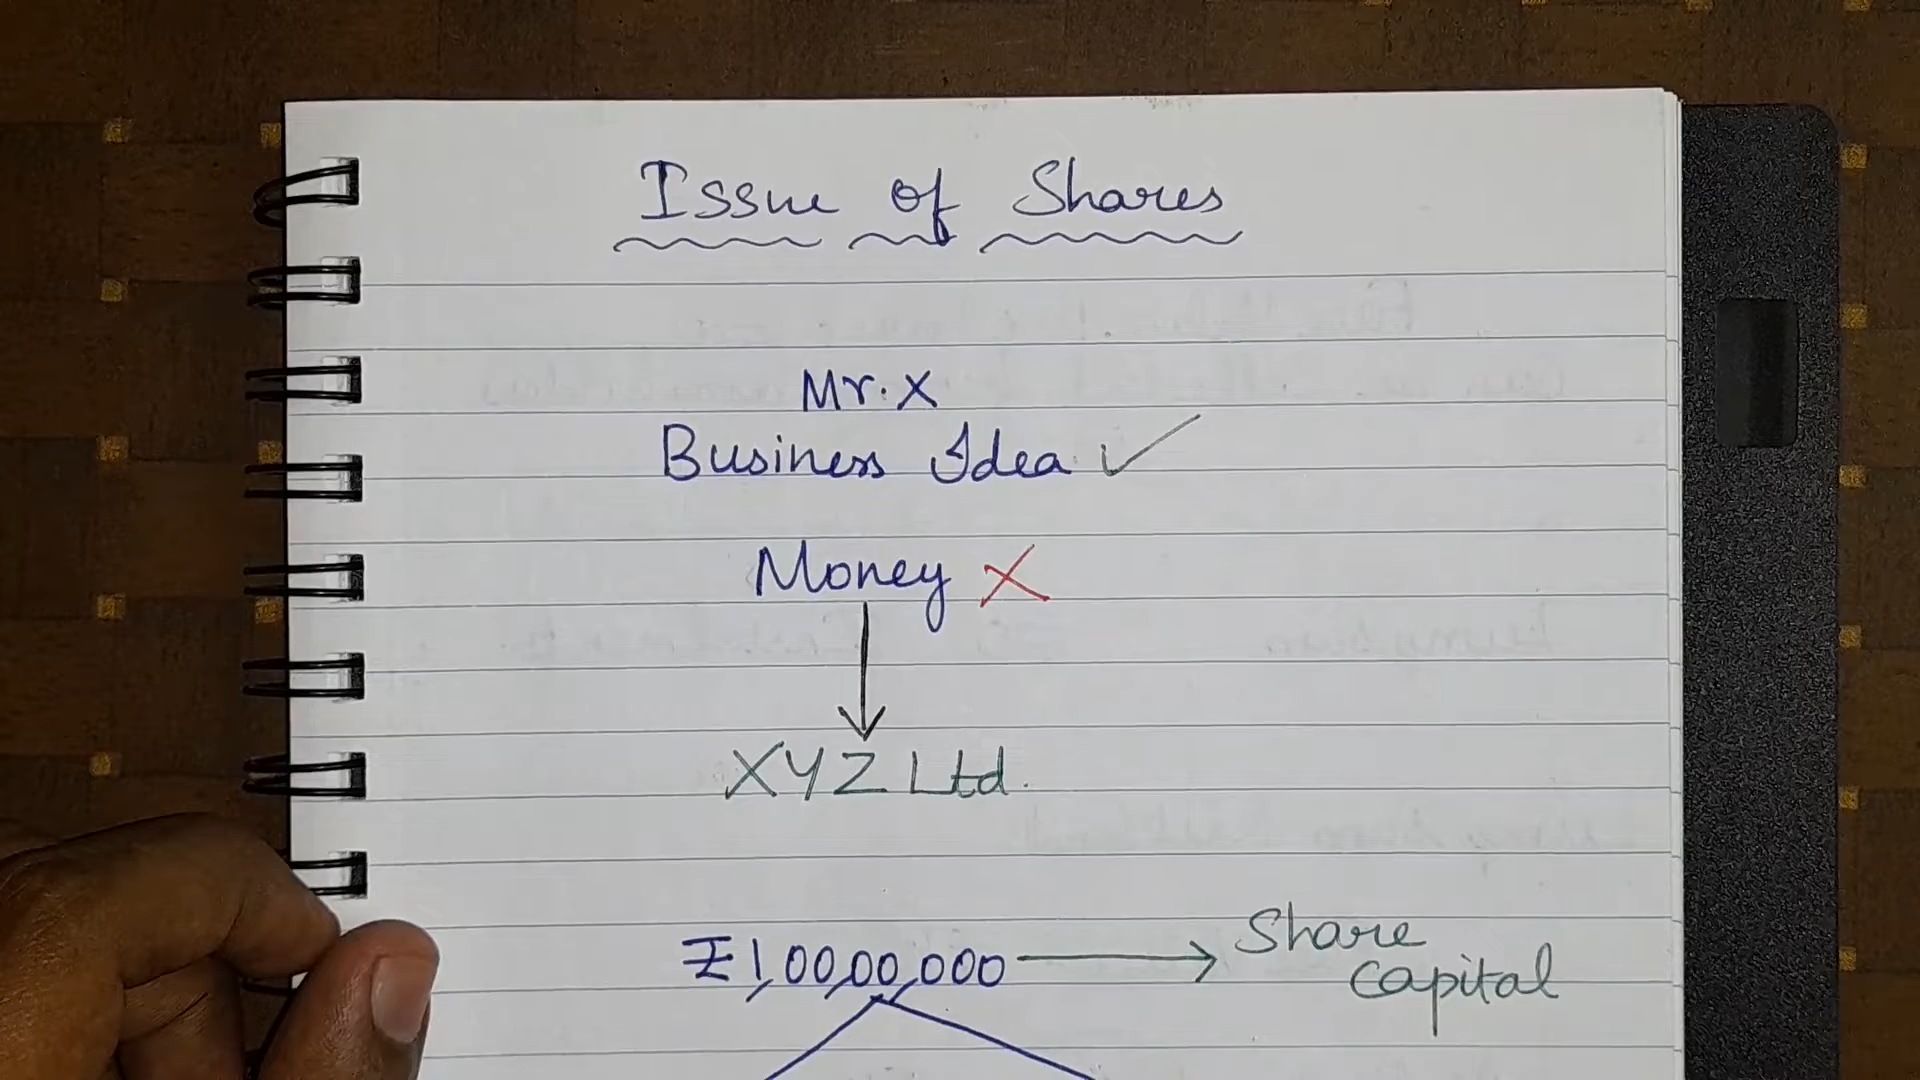 Issue of Shares
Mr. X
Business Idea ✓
Money X
XYZ Ltd.
₹1,00,00,000 → Share
Capital